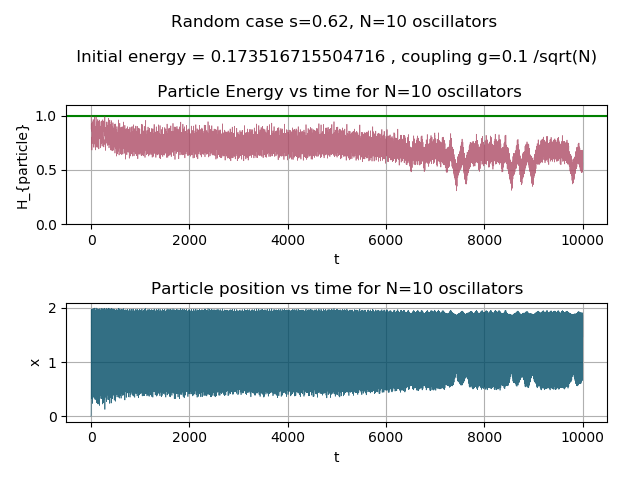 Random case s=0.62, N=10 oscillators
Initial energy = 0.173516715504716 , coupling g=0.1 /sqrt(N)
Particle Energy vs time for N=10 oscillators
H_{particle}
1.0
0.5
0.0
0 2000 4000 6000 8000 10000
t
Particle position vs time for N=10 oscillators
x
2
1
0
0 2000 4000 6000 8000 10000
t